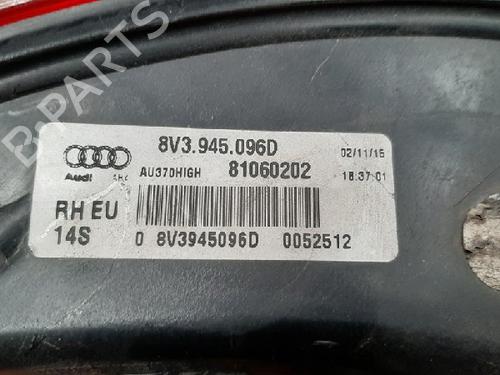 B-PARTS
8V3.945.096D
02/11/15
Audi
AU370HIGH
81060202
18:37:01
RH EU
14S
0 8V3945096D 0052512